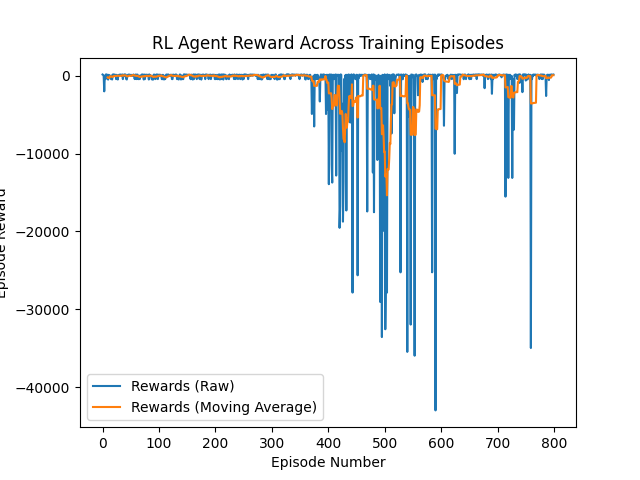 RL Agent Reward Across Training Episodes
0
−10000
−20000
−30000
−40000
Episode Reward
Rewards (Raw)
Rewards (Moving Average)
0 100 200 300 400 500 600 700 800
Episode Number